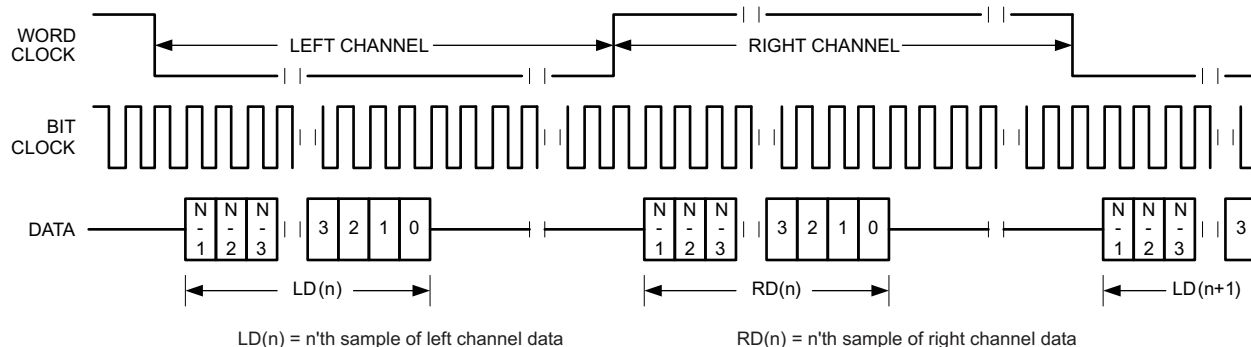 WORD
CLOCK
LEFT CHANNEL
RIGHT CHANNEL
BIT
CLOCK
DATA
N-1 N-2 N-3 3 2 1 0 N-1 N-2 N-3 3 2 1 0 N-1 N-2 N-3 3
LD(n) RD(n) LD(n+1)
LD(n) = n'th sample of left channel data
RD(n) = n'th sample of right channel data